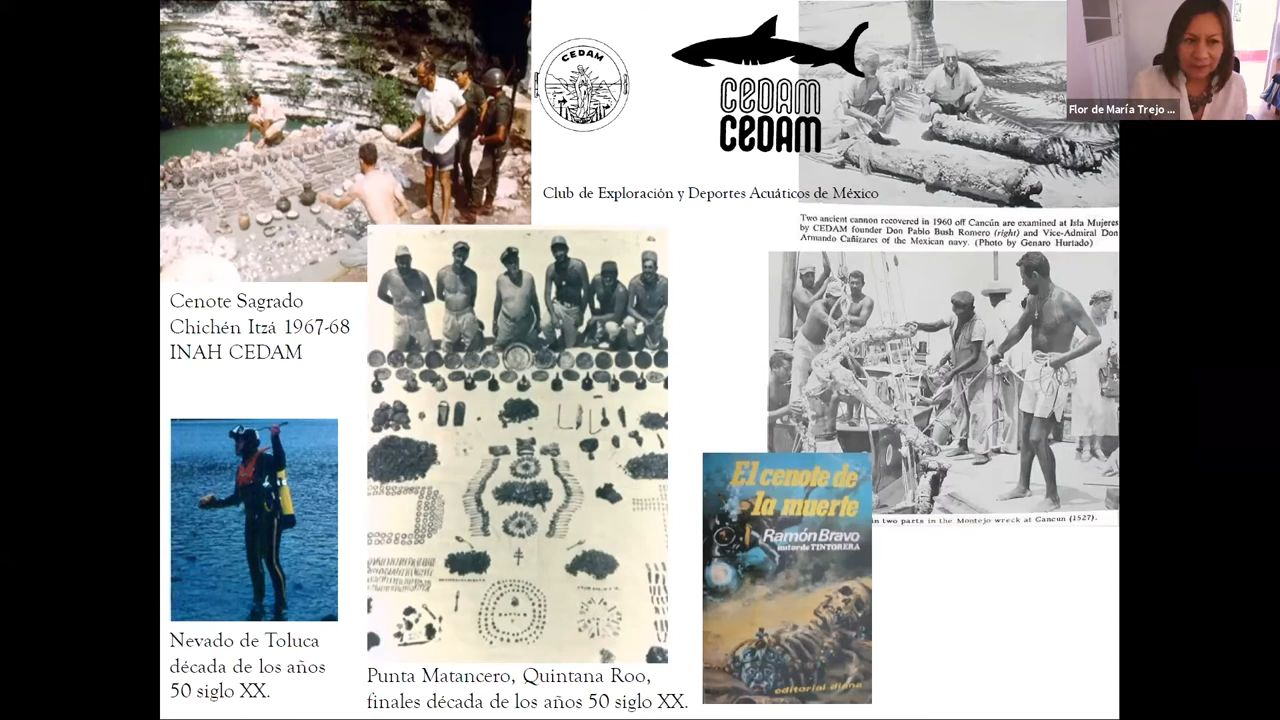 CEDAM
CEDAM
CEDAM
Flor de María Trejo ...
Club de Exploración y Deportes Acuáticos de México
Two ancient cannon recovered in 1960 off Cancún are examined at Isla Mujeres
by CEDAM founder Don Pablo Bush Romero (right) and Vice-Admiral Don
Armando Cañizares of the Mexican navy. (Photo by Genaro Hurtado)
Cenote Sagrado
Chichén Itzá 1967-68
INAH CEDAM
El cenote de
la muerte
Ramón Bravo
autor de TINTORERA
editorial diana
in two parts in the Montejo wreck at Cancun (1527).
Nevado de Toluca
década de los años
50 siglo XX.
Punta Matancero, Quintana Roo,
finales década de los años 50 siglo XX.